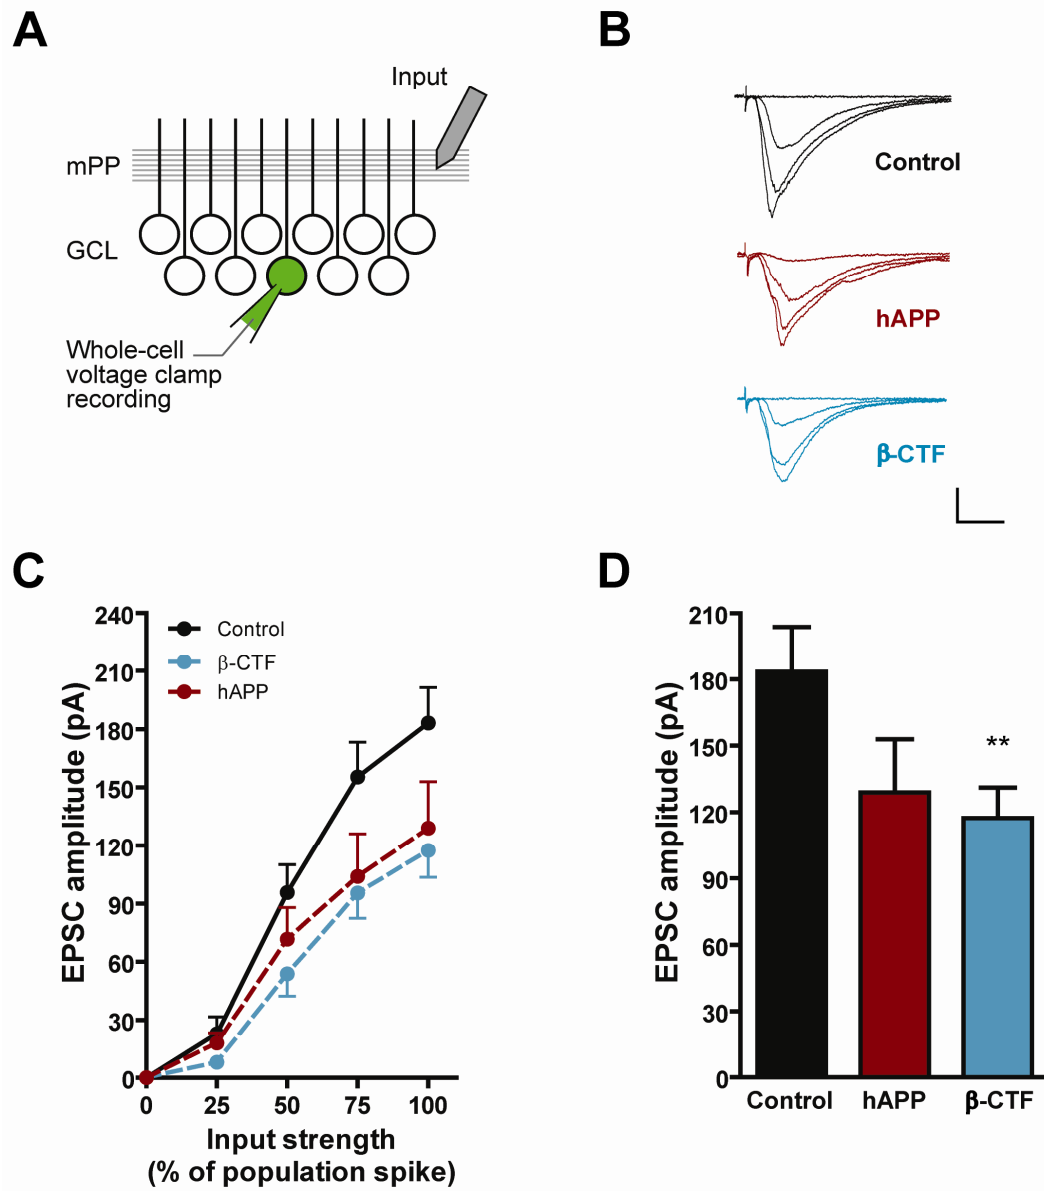 A
Input
mPP
GCL
Whole-cell
voltage clamp
recording
B
Control
hAPP
β-CTF
C
EPSC amplitude (pA)
240
210
180
150
120
90
60
30
0
Control
β-CTF
hAPP
0 25 50 75 100
Input strength
(% of population spike)
D
EPSC amplitude (pA)
210
180
150
120
90
60
30
0
**
Control hAPP β-CTF